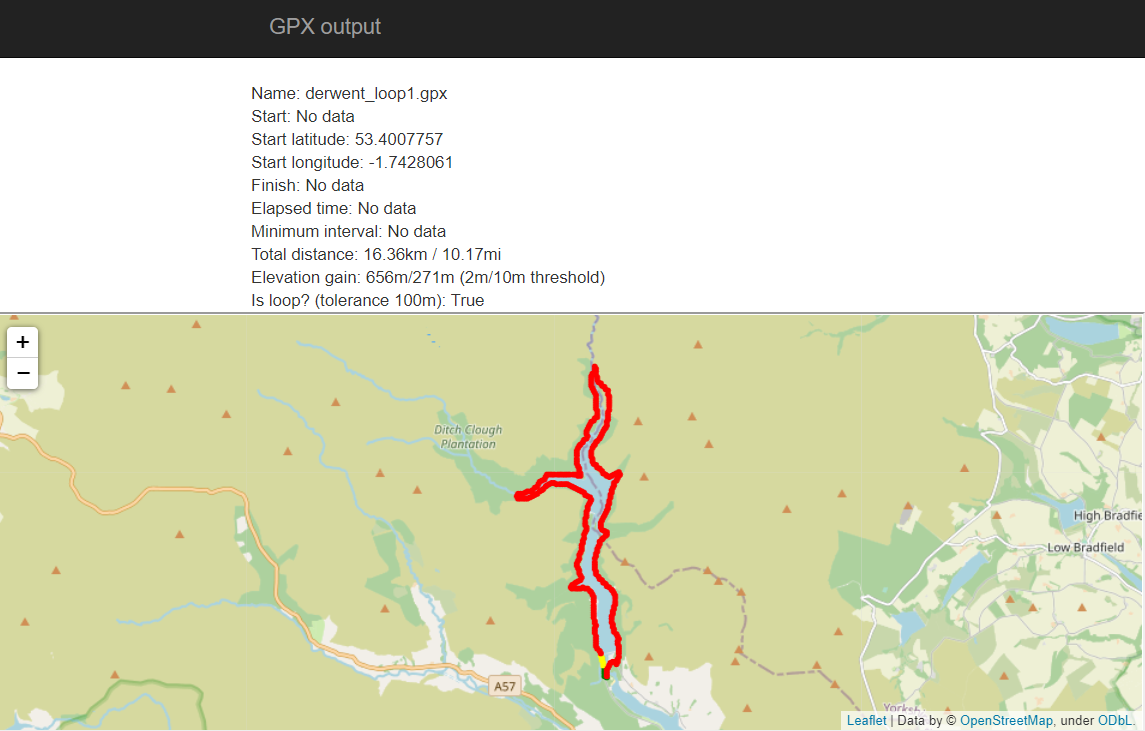 GPX output
Name: derwent_loop1.gpx
Start: No data
Start latitude: 53.4007757
Start longitude: -1.7428061
Finish: No data
Elapsed time: No data
Minimum interval: No data
Total distance: 16.36km / 10.17mi
Elevation gain: 656m/271m (2m/10m threshold)
Is loop? (tolerance 100m): True
+
−
Ditch Clough
Plantation
High Bradfie
Low Bradfield
A57
Yorksh
Leaflet | Data by © OpenStreetMap, under ODbL.